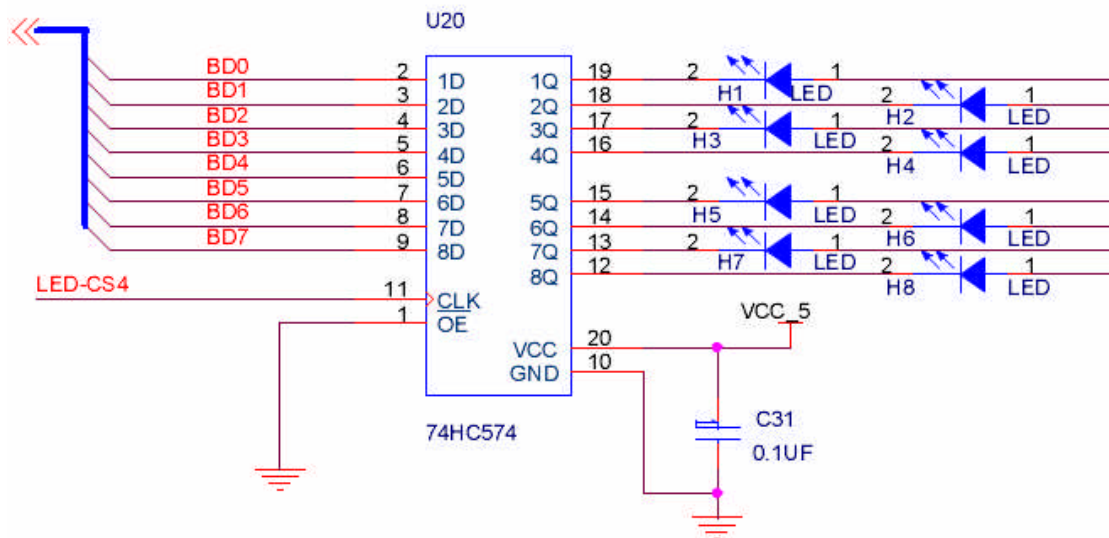 U20
BD0 2 1D 1Q 19 2 H1 LED 1
BD1 3 2D 2Q 18 2 H2 LED 1
BD2 4 3D 3Q 17 2 H3 LED 1
BD3 5 4D 4Q 16 2 H4 LED 1
BD4 6 5D
BD5 7 6D 5Q 15 2 H5 LED 1
BD6 8 7D 6Q 14 2 H6 LED 1
BD7 9 8D 7Q 13 2 H7 LED 1
8Q 12 2 H8 LED 1
LED-CS4 11 CLK
1 OE
VCC_5
VCC 20
GND 10
74HC574
C31
0.1UF